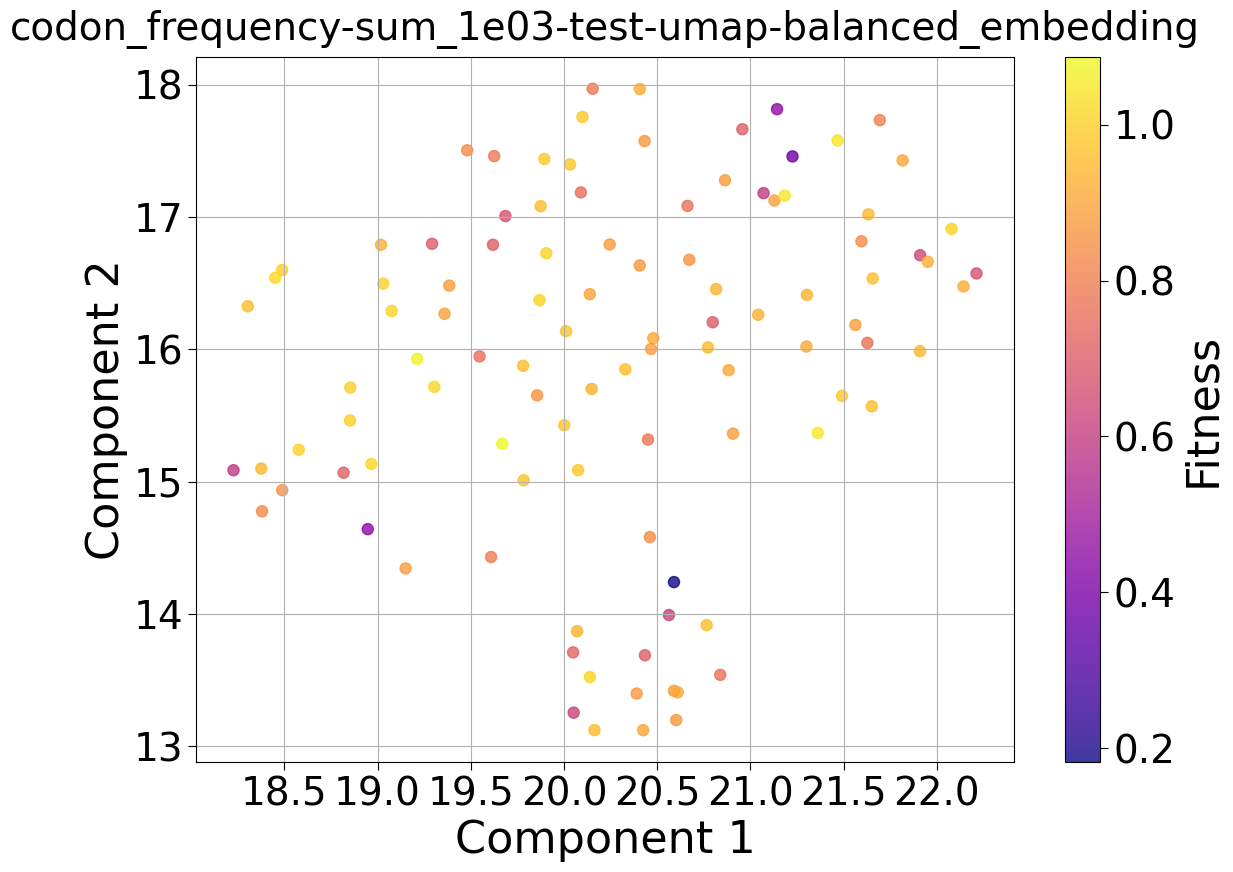 codon_frequency-sum_1e03-test-umap-balanced_embedding
18
17
16
15
14
13
Component 2
18.5 19.0 19.5 20.0 20.5 21.0 21.5 22.0
Component 1
1.0
0.8
0.6
0.4
0.2
Fitness